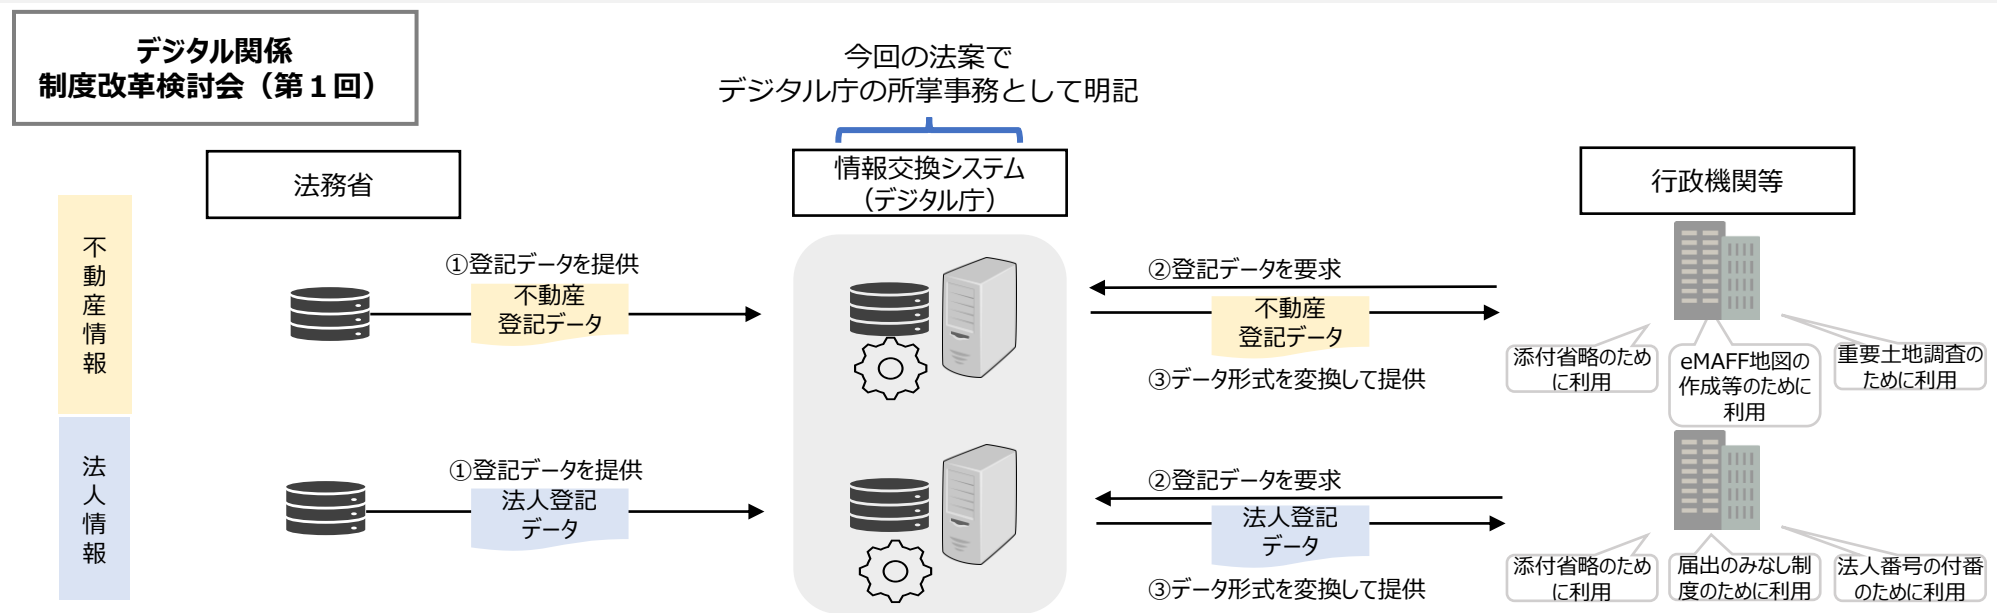 デジタル関係
制度改革検討会（第１回）
今回の法案で
デジタル庁の所掌事務として明記
法務省
情報交換システム
（デジタル庁）
行政機関等
不動産情報
①登記データを提供
不動産
登記データ
②登記データを要求
不動産
登記データ
③データ形式を変換して提供
添付省略のため
に利用
eMAFF地図の
作成等のために
利用
重要土地調査の
ために利用
法人情報
①登記データを提供
法人登記
データ
②登記データを要求
法人登記
データ
③データ形式を変換して提供
添付省略のため
に利用
届出のみなし制
度のために利用
法人番号の付番
のために利用